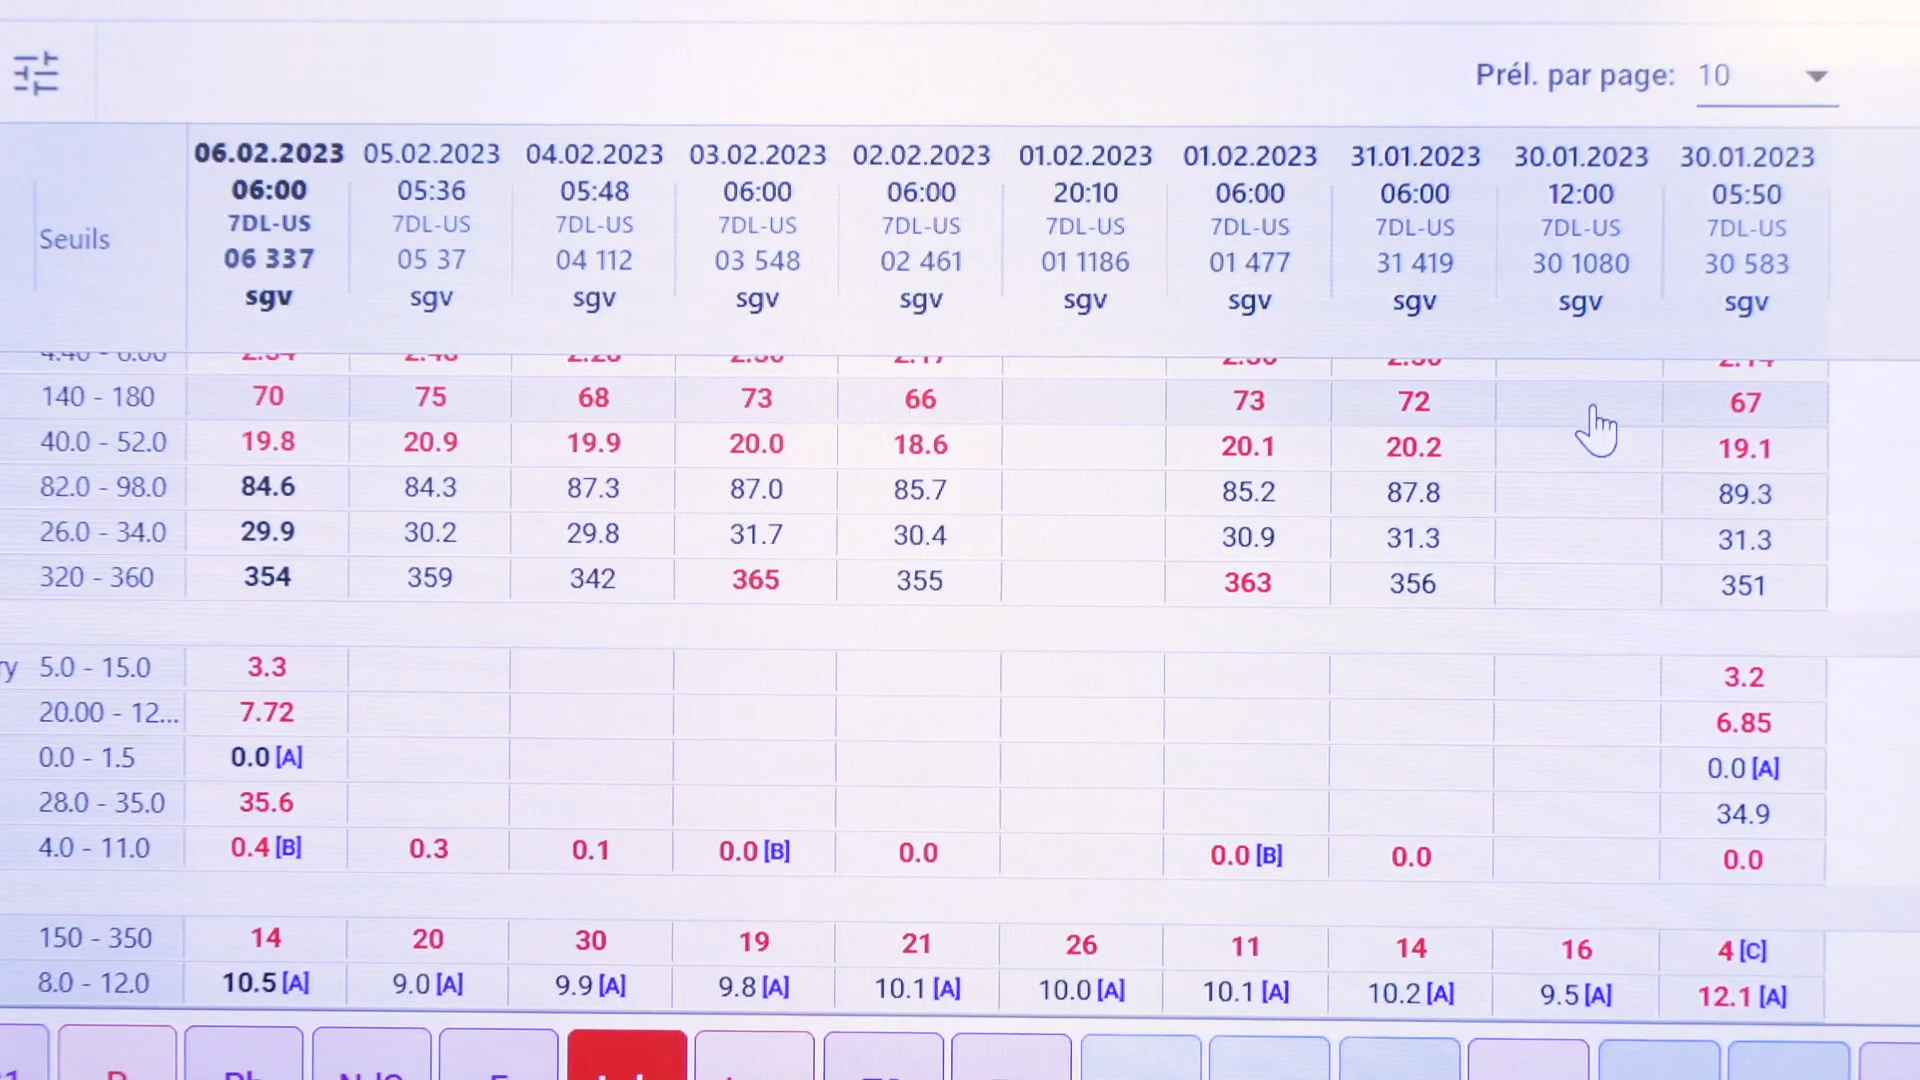 Prél. par page: 10
Seuils
06.02.2023 05.02.2023 04.02.2023 03.02.2023 02.02.2023 01.02.2023 01.02.2023 31.01.2023 30.01.2023 30.01.2023
06:00 05:36 05:48 06:00 06:00 20:10 06:00 06:00 12:00 05:50
7DL-US 7DL-US 7DL-US 7DL-US 7DL-US 7DL-US 7DL-US 7DL-US 7DL-US 7DL-US
06 337 05 37 04 112 03 548 02 461 01 1186 01 477 31 419 30 1080 30 583
sgv sgv sgv sgv sgv sgv sgv sgv sgv sgv
140 - 180 70 75 68 73 66 73 72 67
40.0 - 52.0 19.8 20.9 19.9 20.0 18.6 20.1 20.2 19.1
82.0 - 98.0 84.6 84.3 87.3 87.0 85.7 85.2 87.8 89.3
26.0 - 34.0 29.9 30.2 29.8 31.7 30.4 30.9 31.3 31.3
320 - 360 354 359 342 365 355 363 356 351
ry 5.0 - 15.0 3.3 3.2
20.00 - 12... 7.72 6.85
0.0 - 1.5 0.0 [A] 0.0 [A]
28.0 - 35.0 35.6 34.9
4.0 - 11.0 0.4 [B] 0.3 0.1 0.0 [B] 0.0 0.0 [B] 0.0 0.0
150 - 350 14 20 30 19 21 26 11 14 16 4 [C]
8.0 - 12.0 10.5 [A] 9.0 [A] 9.9 [A] 9.8 [A] 10.1 [A] 10.0 [A] 10.1 [A] 10.2 [A] 9.5 [A] 12.1 [A]